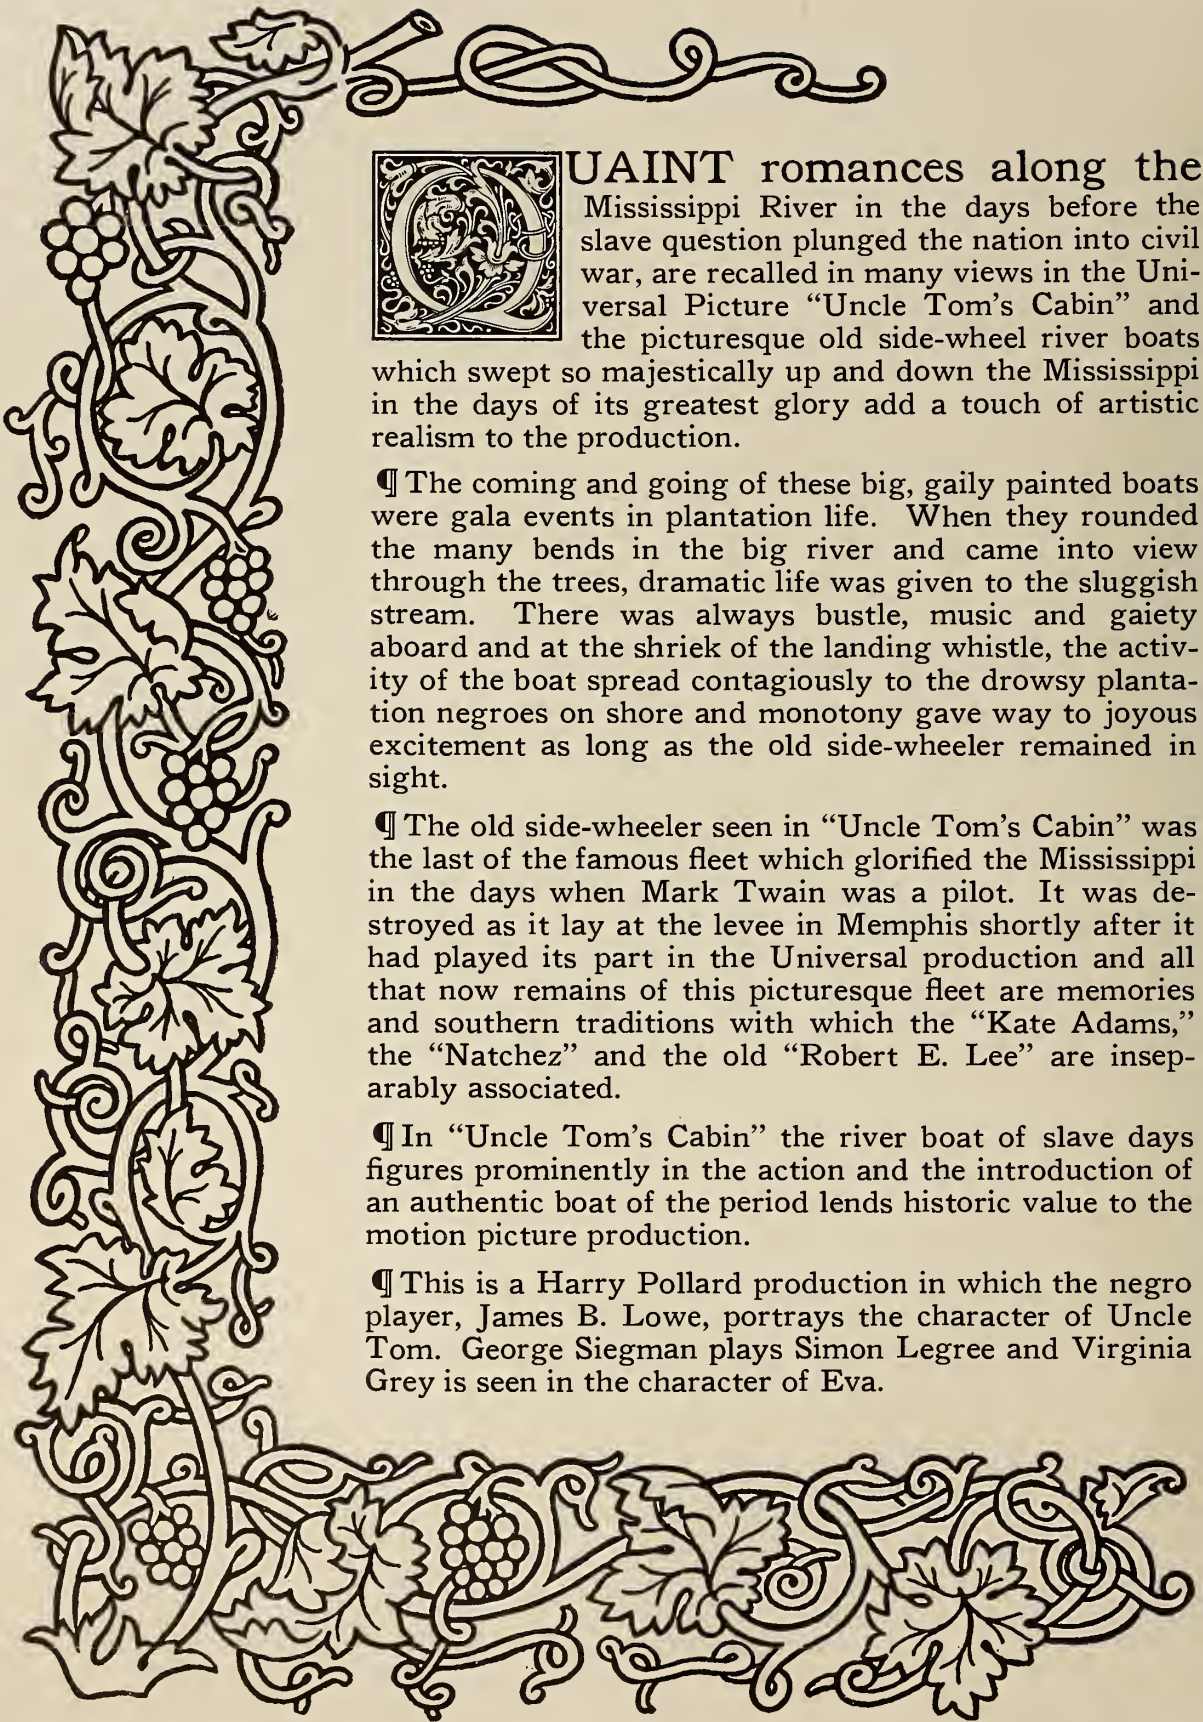 QUAINT romances along the
Mississippi River in the days before the
slave question plunged the nation into civil
war, are recalled in many views in the Uni-
versal Picture “Uncle Tom’s Cabin” and
the picturesque old side-wheel river boats
which swept so majestically up and down the Mississippi
in the days of its greatest glory add a touch of artistic
realism to the production.
¶ The coming and going of these big, gaily painted boats
were gala events in plantation life. When they rounded
the many bends in the big river and came into view
through the trees, dramatic life was given to the sluggish
stream. There was always bustle, music and gaiety
aboard and at the shriek of the landing whistle, the activ-
ity of the boat spread contagiously to the drowsy planta-
tion negroes on shore and monotony gave way to joyous
excitement as long as the old side-wheeler remained in
sight.
¶ The old side-wheeler seen in “Uncle Tom’s Cabin” was
the last of the famous fleet which glorified the Mississippi
in the days when Mark Twain was a pilot. It was de-
stroyed as it lay at the levee in Memphis shortly after it
had played its part in the Universal production and all
that now remains of this picturesque fleet are memories
and southern traditions with which the “Kate Adams,”
the “Natchez” and the old “Robert E. Lee” are insep-
arably associated.
¶ In “Uncle Tom’s Cabin” the river boat of slave days
figures prominently in the action and the introduction of
an authentic boat of the period lends historic value to the
motion picture production.
¶ This is a Harry Pollard production in which the negro
player, James B. Lowe, portrays the character of Uncle
Tom. George Siegman plays Simon Legree and Virginia
Grey is seen in the character of Eva.